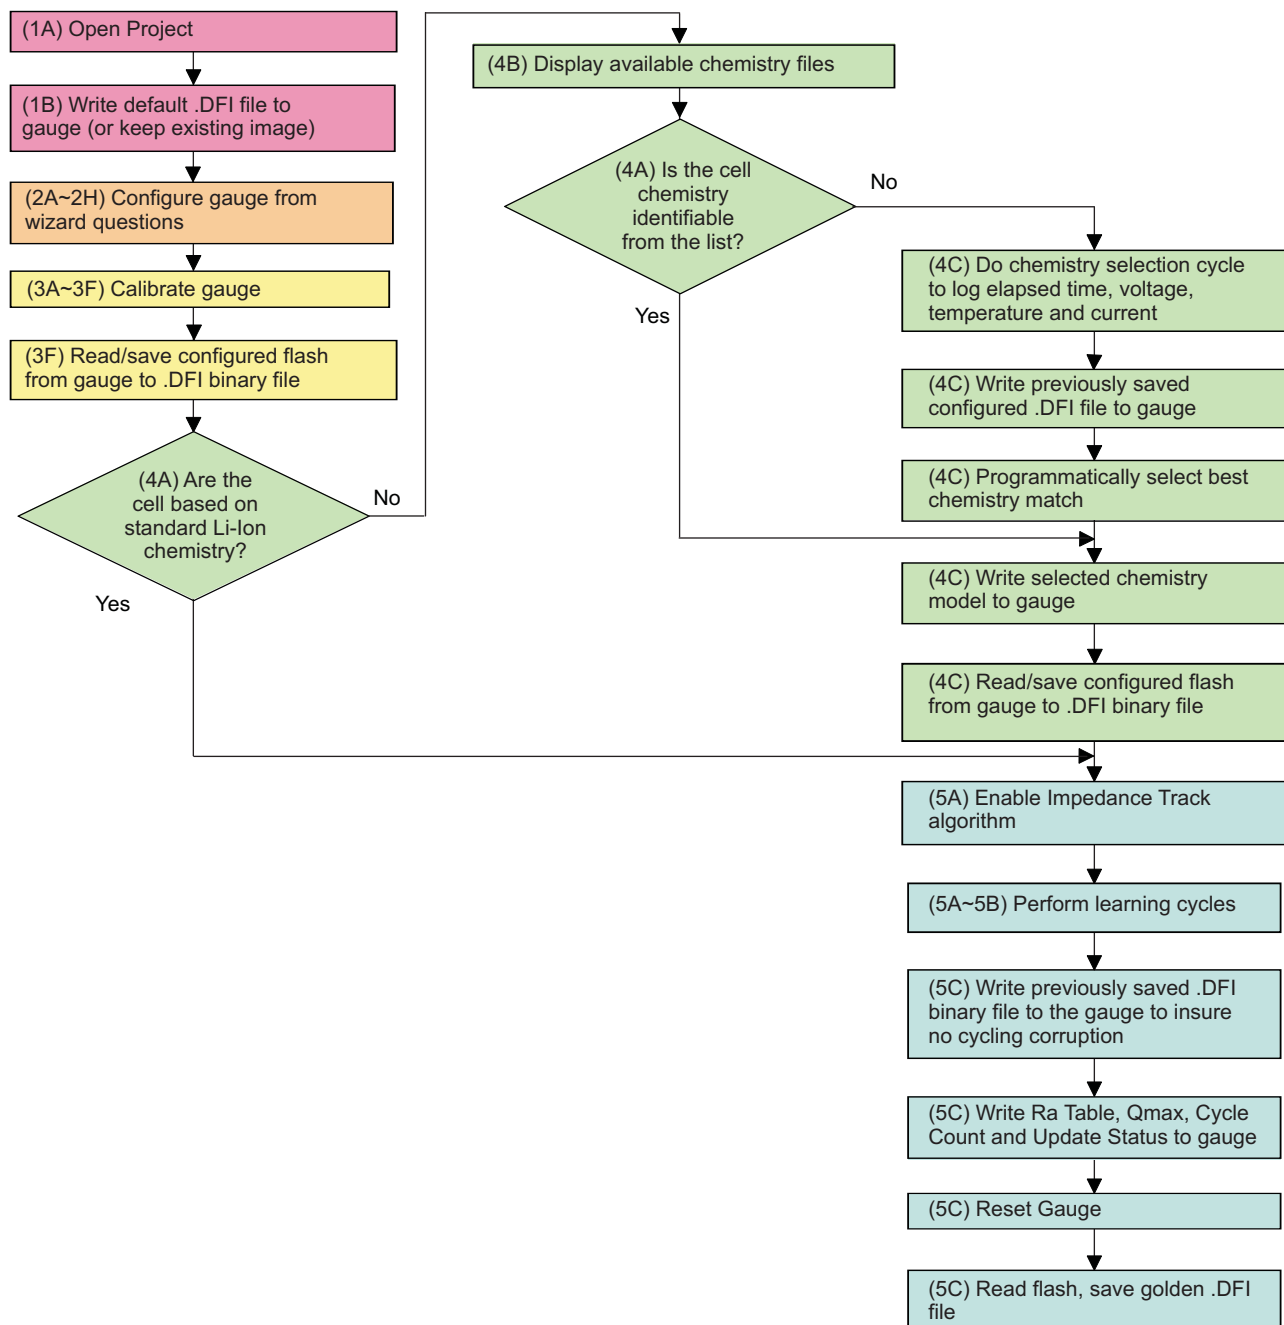 (1A) Open Project
(1B) Write default .DFI file to
gauge (or keep existing image)
(2A~2H) Configure gauge from
wizard questions
(3A~3F) Calibrate gauge
(3F) Read/save configured flash
from gauge to .DFI binary file
(4A) Are the
cell based on
standard Li-Ion
chemistry?
No
Yes
(4B) Display available chemistry files
(4A) Is the cell
chemistry
identifiable
from the list?
No
Yes
(4C) Do chemistry selection cycle
to log elapsed time, voltage,
temperature and current
(4C) Write previously saved
configured .DFI file to gauge
(4C) Programmatically select best
chemistry match
(4C) Write selected chemistry
model to gauge
(4C) Read/save configured flash
from gauge to .DFI binary file
(5A) Enable Impedance Track
algorithm
(5A~5B) Perform learning cycles
(5C) Write previously saved .DFI
binary file to the gauge to insure
no cycling corruption
(5C) Write Ra Table, Qmax, Cycle
Count and Update Status to gauge
(5C) Reset Gauge
(5C) Read flash, save golden .DFI
file